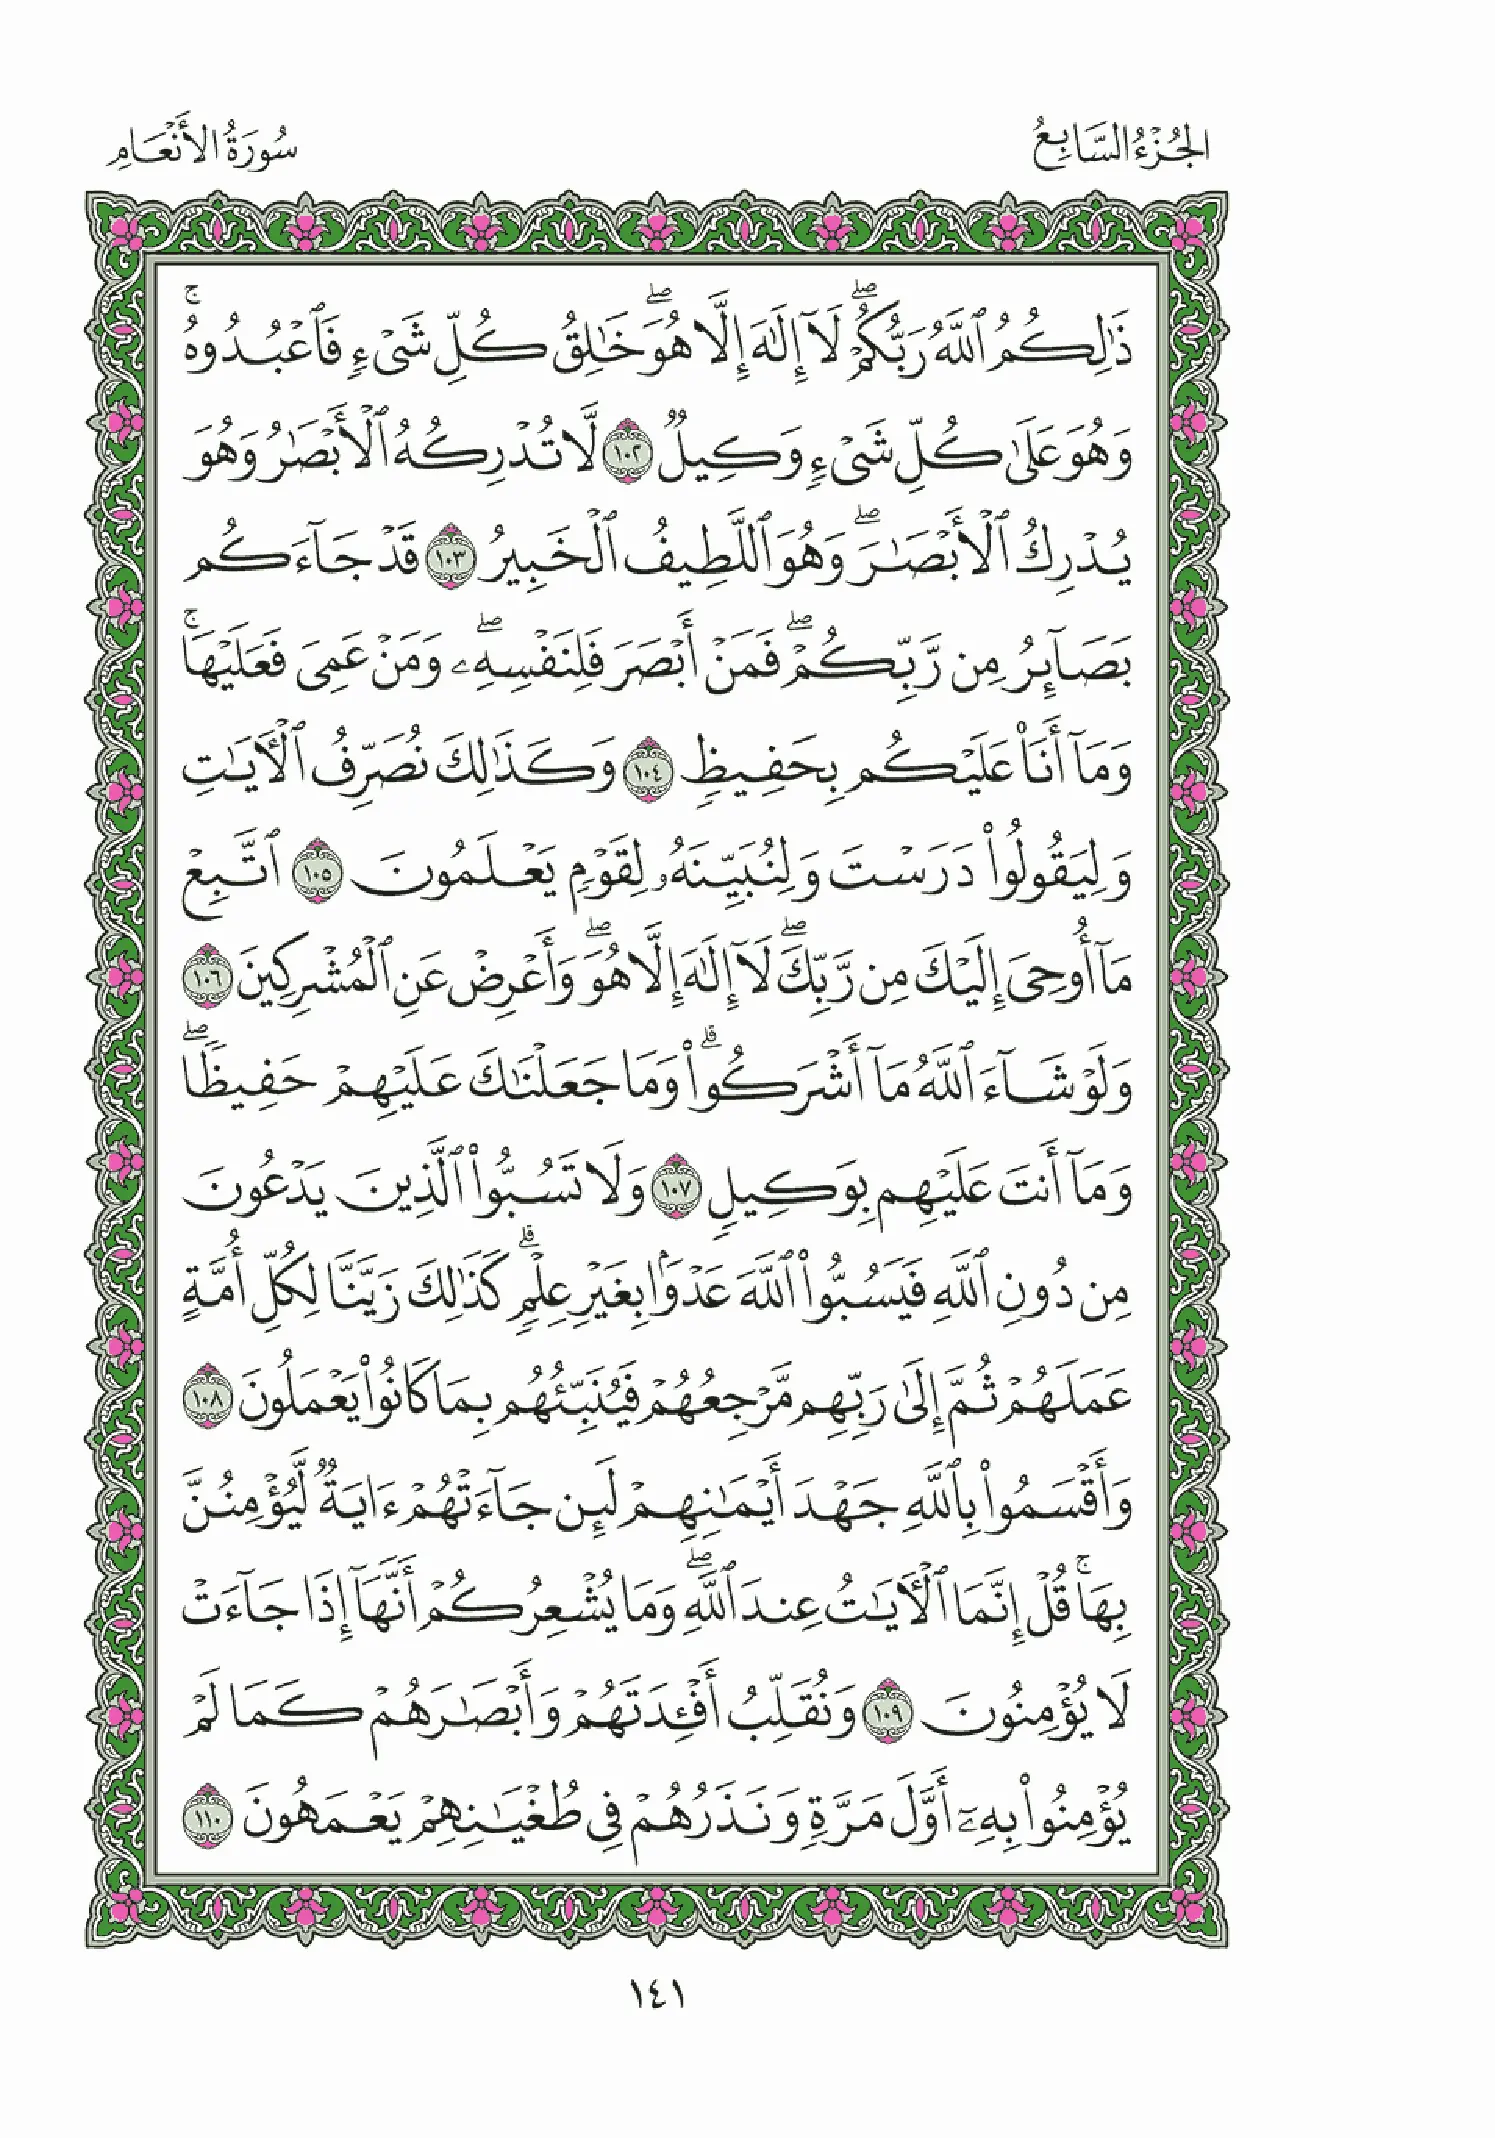 الجُزْءُ السَّابِعُ
سُورَةُ الأَنْعَامِ
ذَٰلِكُمُ ٱللَّهُ رَبُّكُمْۖ لَآ إِلَٰهَ إِلَّا هُوَۖ خَٰلِقُ كُلِّ شَىْءٍ فَٱعْبُدُوهُۚ
وَهُوَ عَلَىٰ كُلِّ شَىْءٍ وَكِيلٌ ١٠٢ لَّا تُدْرِكُهُ ٱلْأَبْصَٰرُ وَهُوَ
يُدْرِكُ ٱلْأَبْصَٰرَۖ وَهُوَ ٱللَّطِيفُ ٱلْخَبِيرُ ١٠٣ قَدْ جَآءَكُم
بَصَآئِرُ مِن رَّبِّكُمْۖ فَمَنْ أَبْصَرَ فَلِنَفْسِهِۦۖ وَمَنْ عَمِىَ فَعَلَيْهَاۚ
وَمَآ أَنَا۠ عَلَيْكُم بِحَفِيظٍ ١٠٤ وَكَذَٰلِكَ نُصَرِّفُ ٱلْءَايَٰتِ
وَلِيَقُولُوا۟ دَرَسْتَ وَلِنُبَيِّنَهُۥ لِقَوْمٍ يَعْلَمُونَ ١٠٥ ٱتَّبِعْ
مَآ أُوحِىَ إِلَيْكَ مِن رَّبِّكَۖ لَآ إِلَٰهَ إِلَّا هُوَۖ وَأَعْرِضْ عَنِ ٱلْمُشْرِكِينَ ١٠٦
وَلَوْ شَآءَ ٱللَّهُ مَآ أَشْرَكُوا۟ۗ وَمَا جَعَلْنَٰكَ عَلَيْهِمْ حَفِيظًاۖ
وَمَآ أَنتَ عَلَيْهِم بِوَكِيلٍ ١٠٧ وَلَا تَسُبُّوا۟ ٱلَّذِينَ يَدْعُونَ
مِن دُونِ ٱللَّهِ فَيَسُبُّوا۟ ٱللَّهَ عَدْوًۢا بِغَيْرِ عِلْمٍۗ كَذَٰلِكَ زَيَّنَّا لِكُلِّ أُمَّةٍ
عَمَلَهُمْ ثُمَّ إِلَىٰ رَبِّهِم مَّرْجِعُهُمْ فَيُنَبِّئُهُم بِمَا كَانُوا۟ يَعْمَلُونَ ١٠٨
وَأَقْسَمُوا۟ بِٱللَّهِ جَهْدَ أَيْمَٰنِهِمْ لَئِن جَآءَتْهُمْ ءَايَةٌ لَّيُؤْمِنُنَّ
بِهَاۚ قُلْ إِنَّمَا ٱلْءَايَٰتُ عِندَ ٱللَّهِۖ وَمَا يُشْعِرُكُمْ أَنَّهَآ إِذَا جَآءَتْ
لَا يُؤْمِنُونَ ١٠٩ وَنُقَلِّبُ أَفْـِٔدَتَهُمْ وَأَبْصَٰرَهُمْ كَمَا لَمْ
يُؤْمِنُوا۟ بِهِۦٓ أَوَّلَ مَرَّةٍ وَنَذَرُهُمْ فِى طُغْيَٰنِهِمْ يَعْمَهُونَ ١١٠
١٤١